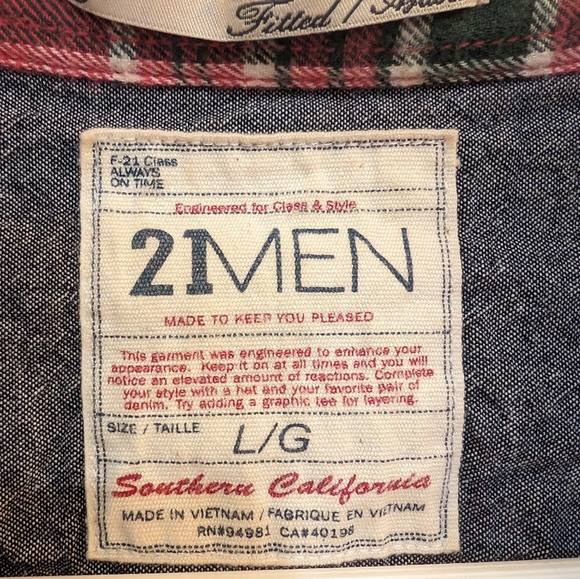 Fitted /
F-21 Class
ALWAYS
ON TIME
Engineered for Class & Style
21MEN
MADE TO KEEP YOU PLEASED
This garment was engineered to enhance your
appearance. Keep it on at all times and you will
notice an elevated amount of reactions. Complete
your style with a hat and your favorite pair of
denim. Try adding a graphic tee for layering.
SIZE / TAILLE L/G
Southern California
MADE IN VIETNAM / FABRIQUE EN VIETNAM
RN#94981 CA#40198